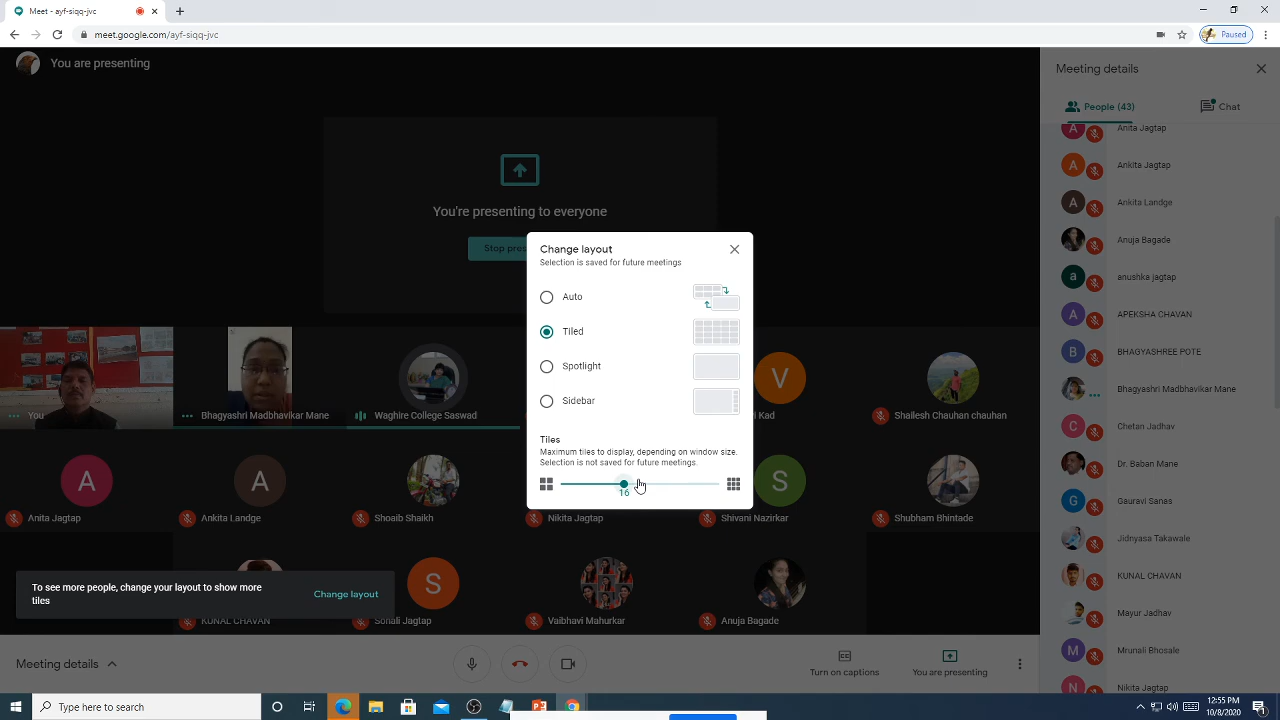 Meet - ayf-siqq-jvc
meet.google.com/ayf-siqq-jvc
Paused
You are presenting
Meeting details
People (43)
Chat
You're presenting to everyone
Stop pres
Change layout
Selection is saved for future meetings
Auto
Tiled
Spotlight
Sidebar
Tiles
Maximum tiles to display, depending on window size.
Selection is not saved for future meetings.
16
You
Bhagyashri Madhbhavikar Mane
Waghire College Saswad
V
i Kad
Shailesh Chauhan chauhan
A
Anita Jagtap
A
Ankita Landge
Shoaib Shaikh
Nikita Jagtap
S
Shivani Nazirkar
Shubham Bhintade
KUNAL CHAVAN
S
Sonali Jagtap
Vaibhavi Mahurkar
Anuja Bagade
To see more people, change your layout to show more
tiles
Change layout
A
Anita Jagtap
A
Ankita Jagtap
A
Ankita Landge
Anuja Bagade
a
anushka jagtap
A
APEKSHA CHAVAN
B
BHAGYASHREE POTE
Bhagyashri Madhbhavikar Mane
C
Chetan Jadhav
Dr. Baban Mane
G
Gauravi Sanas
Jidnyasa Takawale
KUNAL CHAVAN
Mayur Jadhav
M
Mrunali Bhosale
N
Nikita Jagtap
Meeting details
CC
Turn on captions
You are presenting
Type here to search
12:55 PM
10/8/2020
1